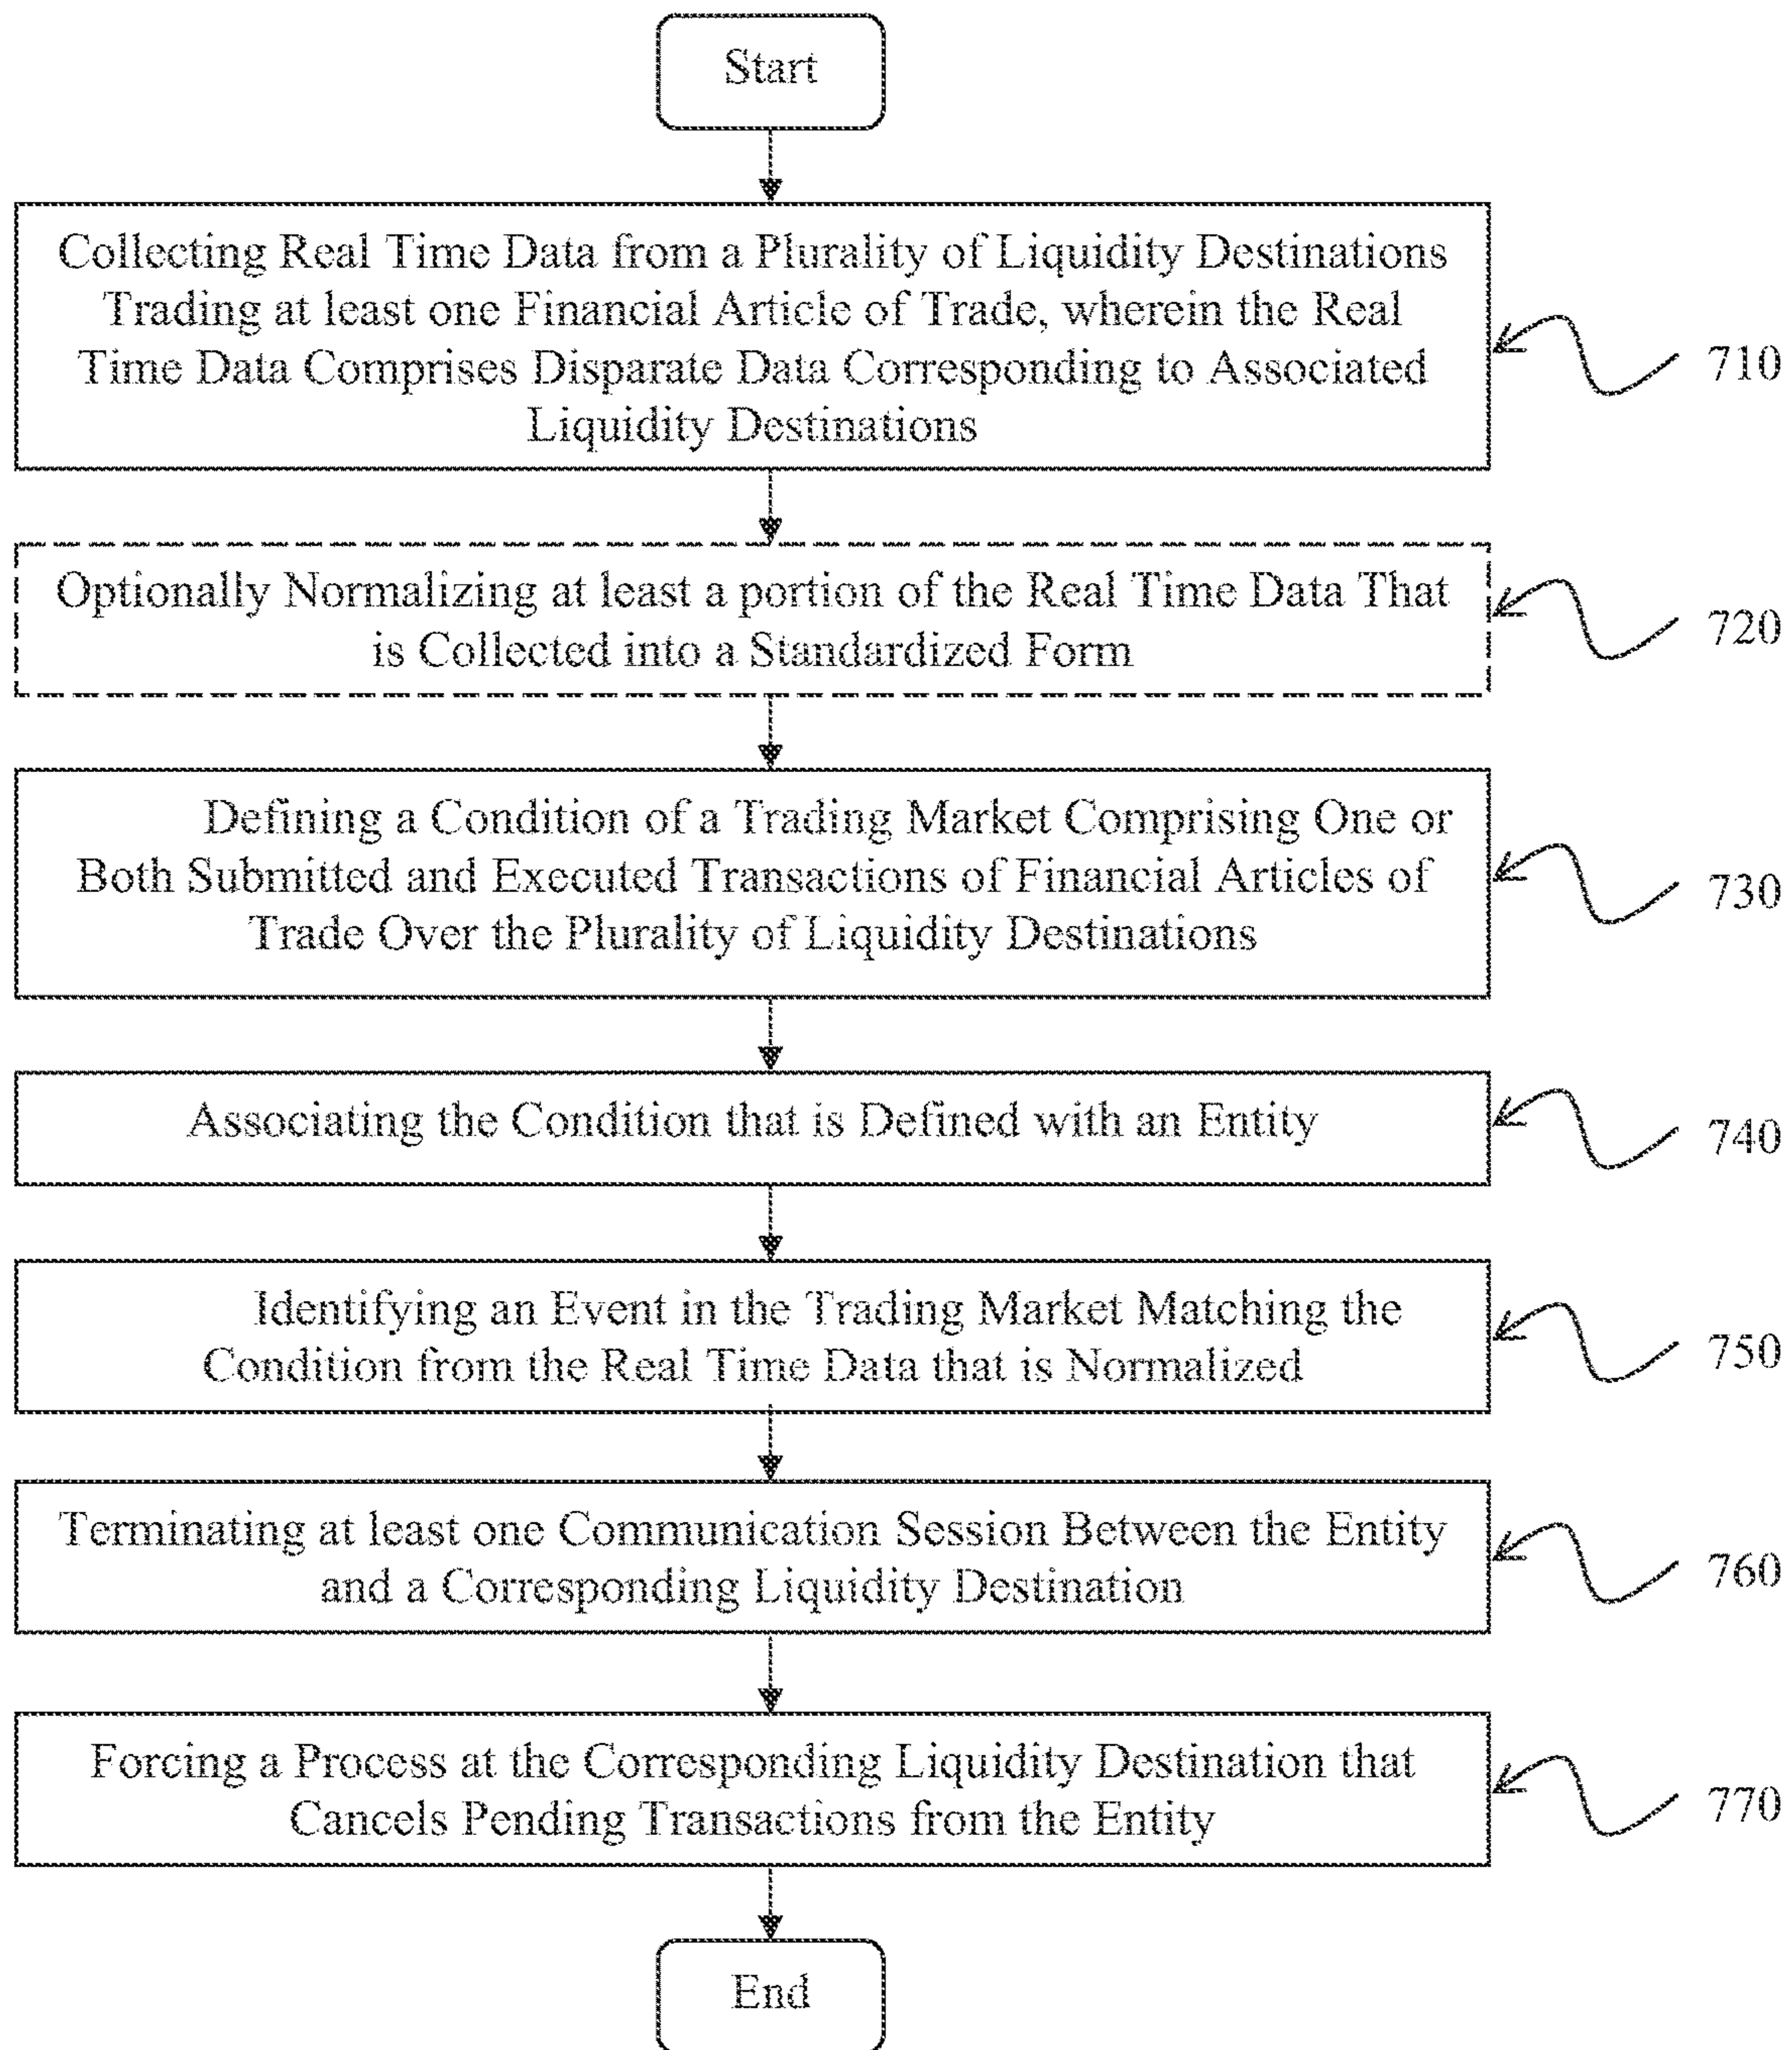 Start
Collecting Real Time Data from a Plurality of Liquidity Destinations
Trading at least one Financial Article of Trade, wherein the Real
Time Data Comprises Disparate Data Corresponding to Associated
Liquidity Destinations
710
Optionally Normalizing at least a portion of the Real Time Data That
is Collected into a Standardized Form
720
Defining a Condition of a Trading Market Comprising One or
Both Submitted and Executed Transactions of Financial Articles of
Trade Over the Plurality of Liquidity Destinations
730
Associating the Condition that is Defined with an Entity
740
Identifying an Event in the Trading Market Matching the
Condition from the Real Time Data that is Normalized
750
Terminating at least one Communication Session Between the Entity
and a Corresponding Liquidity Destination
760
Forcing a Process at the Corresponding Liquidity Destination that
Cancels Pending Transactions from the Entity
770
End